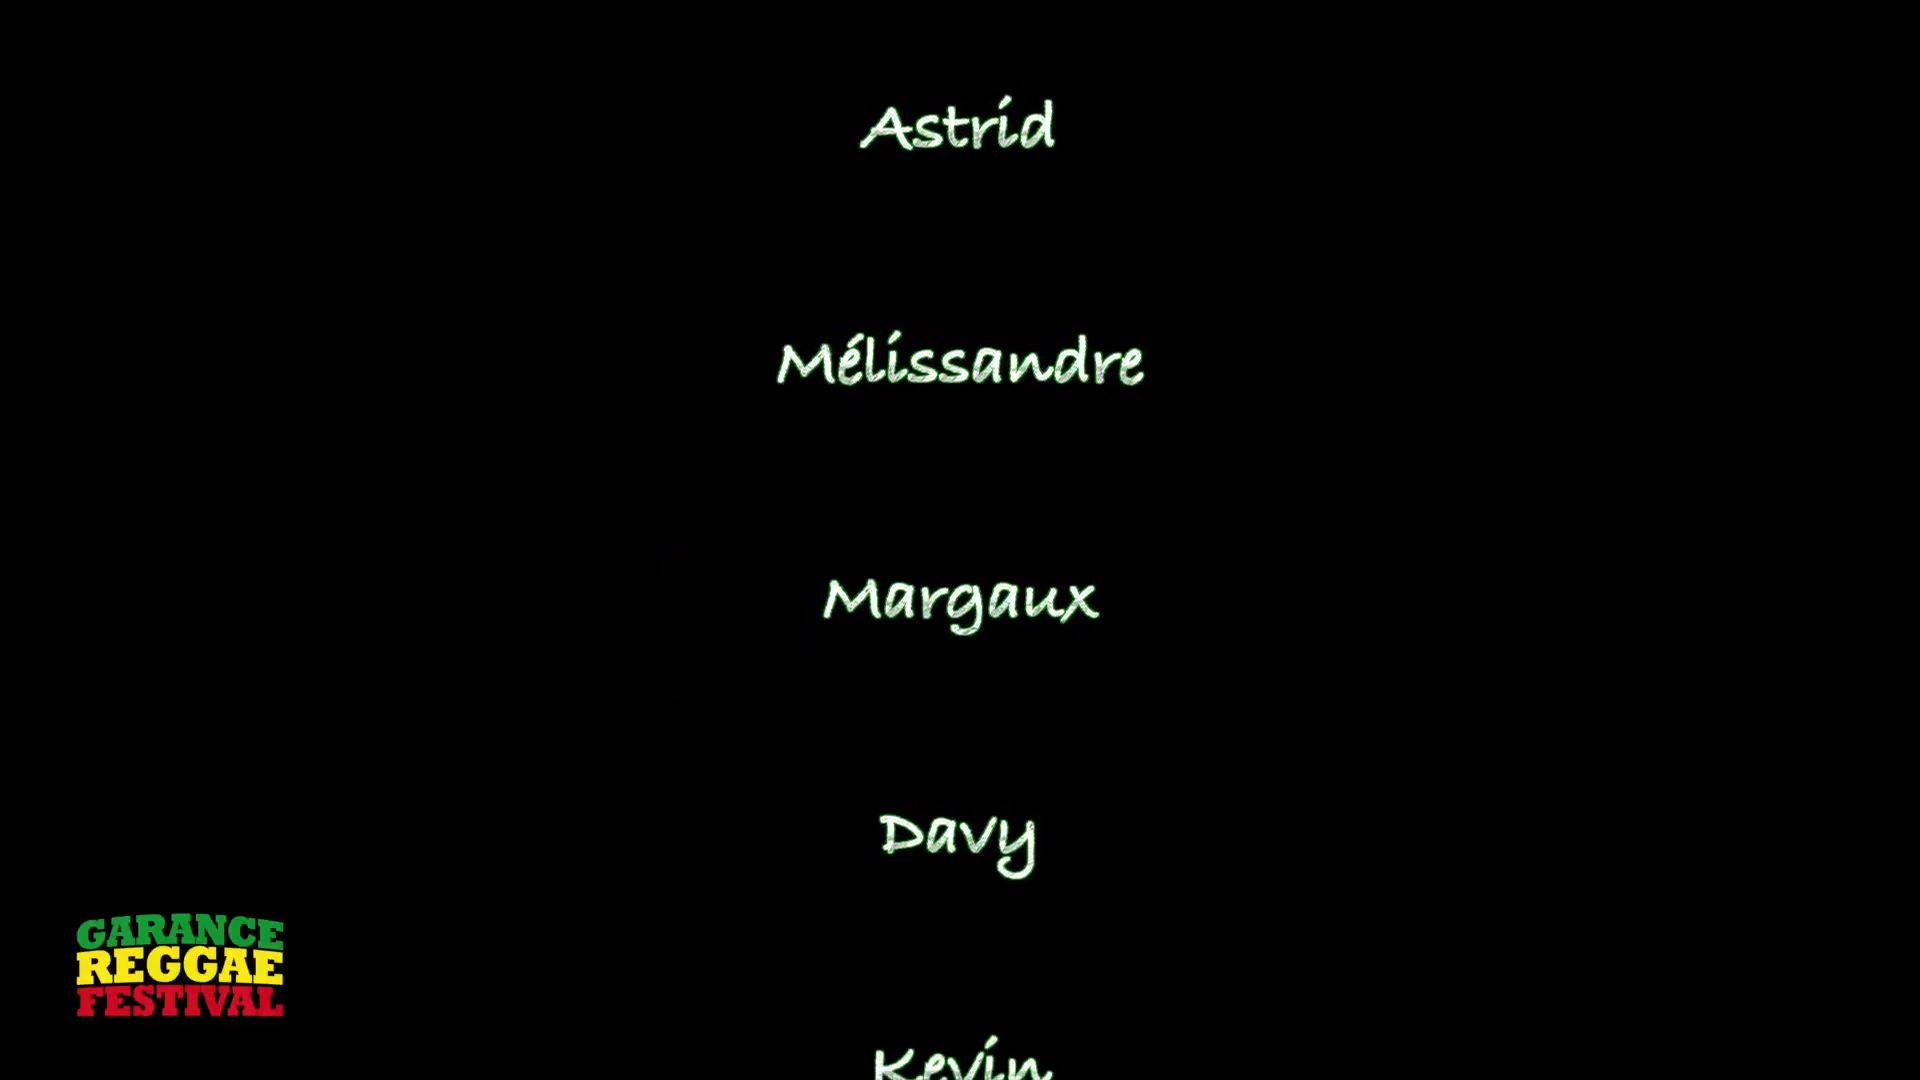 Astrid
Mélissandre
Margaux
Davy
GARANCE
REGGAE
FESTIVAL
Kevin